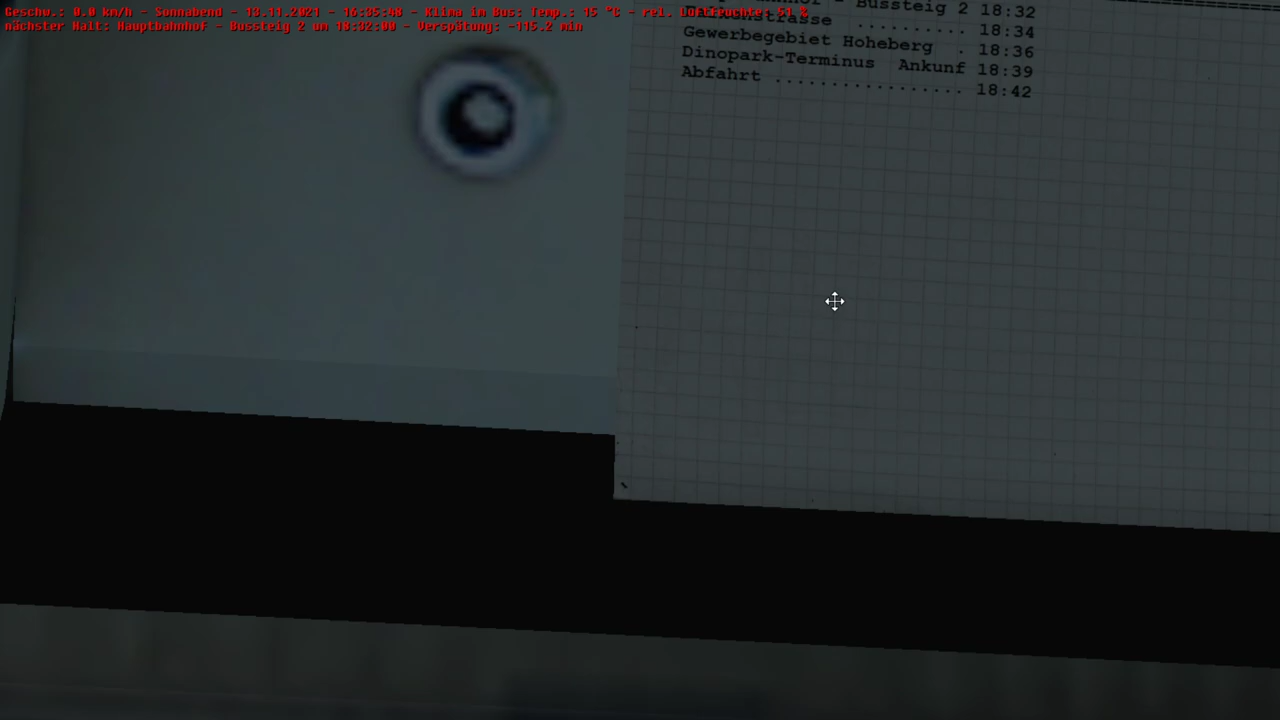 Geschw.: 0.0 km/h - Sonnabend - 13.11.2021 - 16:35:48 - Klima im Bus: Temp.: 15 °C - rel. Luftfeuchte: 51 %
nächster Halt: Hauptbahnhof - Bussteig 2 um 18:32:00 - Verspätung: -115.2 min
- Bussteig 2 18:32
.......... 18:34
Gewerbegebiet Hoheberg . 18:36
Dinopark-Terminus Ankunf 18:39
Abfahrt ................. 18:42